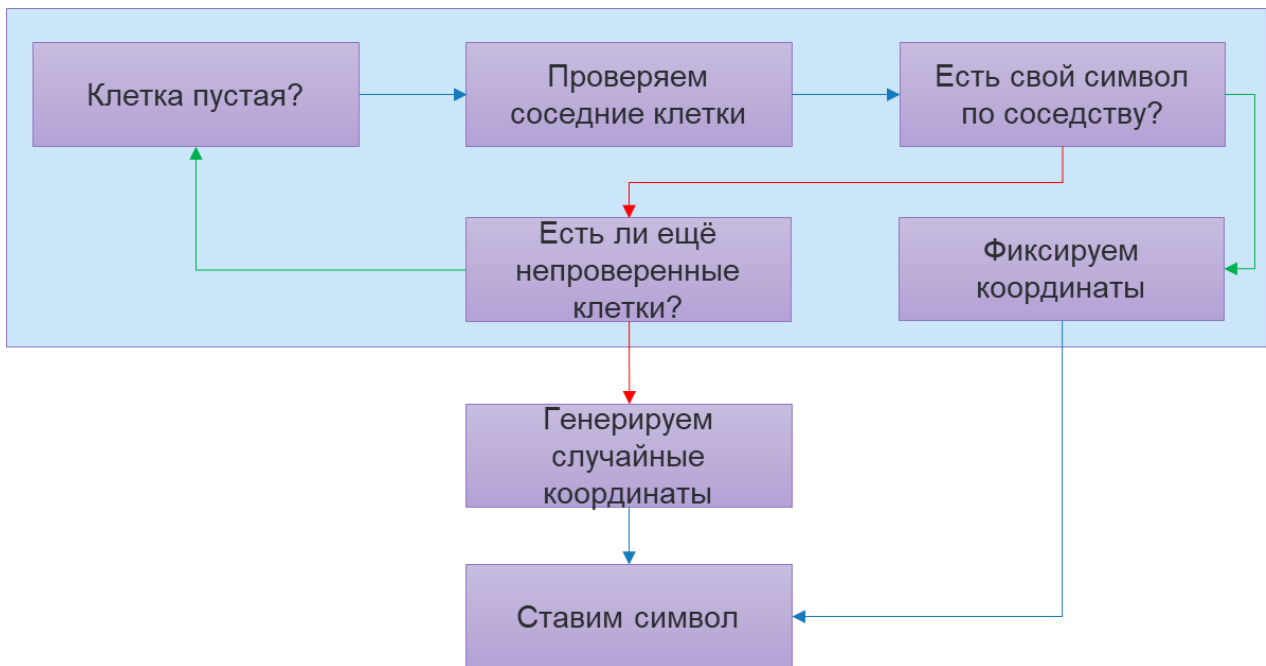 Клетка пустая?
Проверяем
соседние клетки
Есть свой символ
по соседству?
Есть ли ещё
непроверенные
клетки?
Фиксируем
координаты
Генерируем
случайные
координаты
Ставим символ